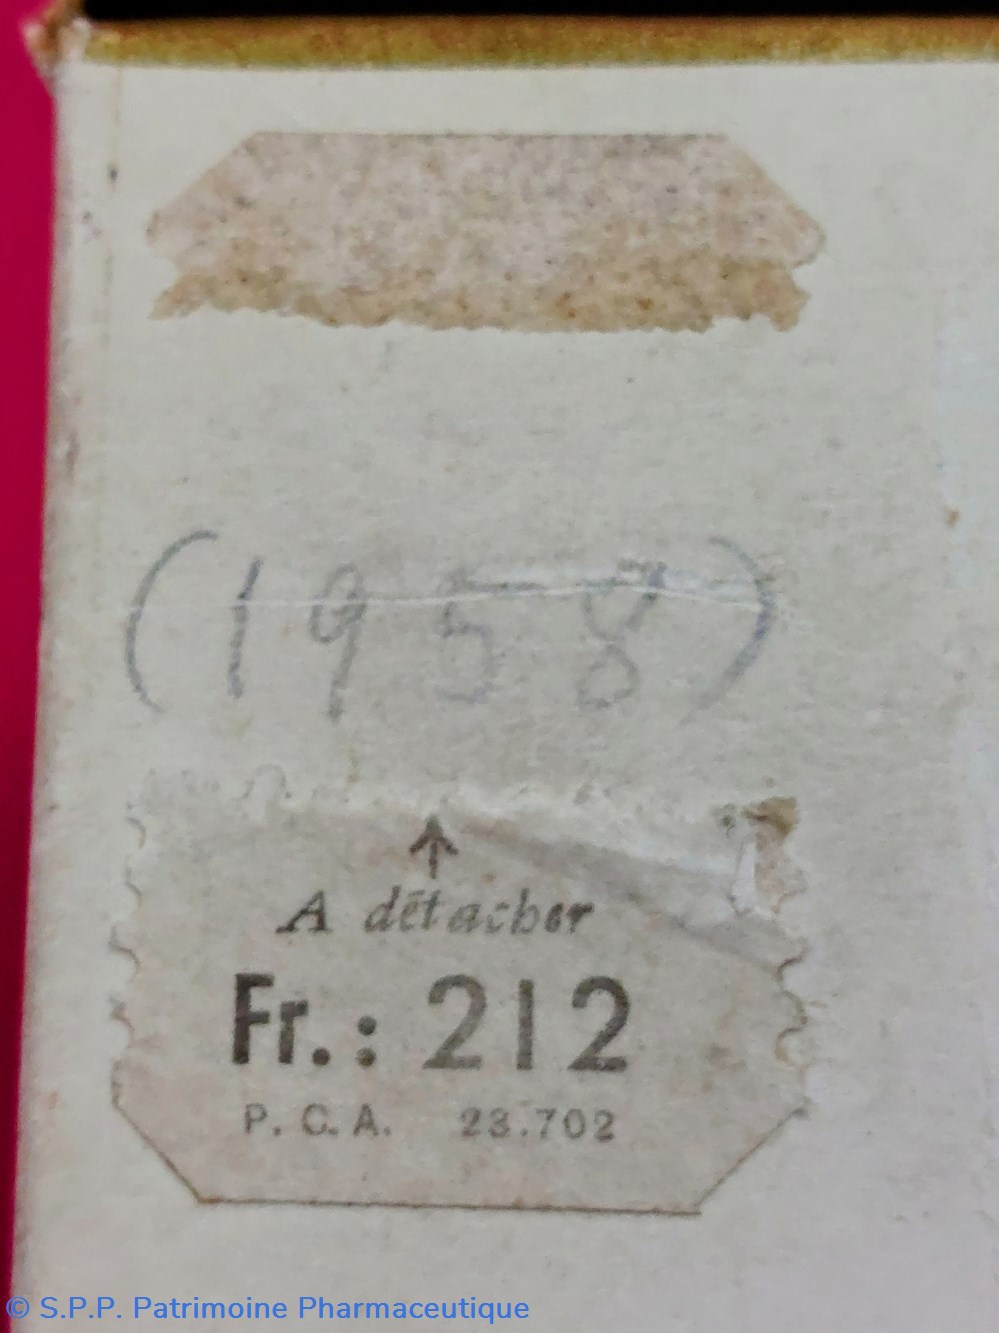 (1958)
↑
A détacher
Fr.: 212
P.C.A. 23.702
© S.P.P. Patrimoine Pharmaceutique